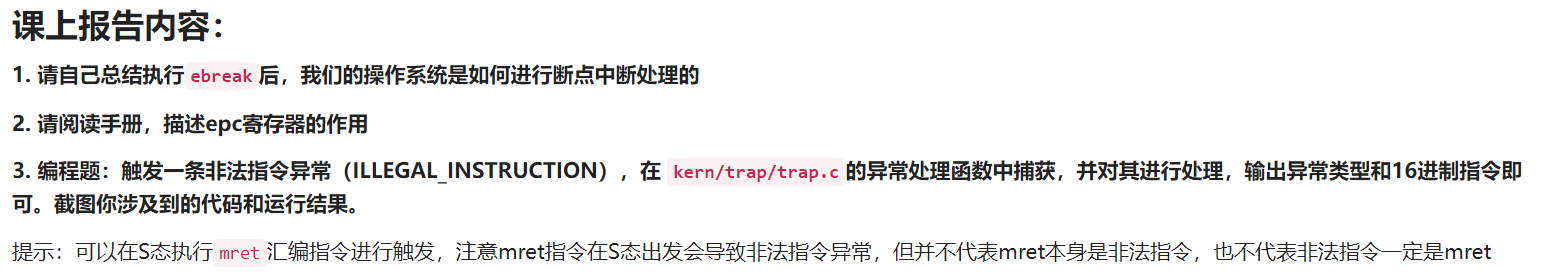 课上报告内容：
1. 请自己总结执行ebreak后，我们的操作系统是如何进行断点中断处理的
2. 请阅读手册，描述epc寄存器的作用
3. 编程题：触发一条非法指令异常（ILLEGAL_INSTRUCTION），在 kern/trap/trap.c的异常处理函数中捕获，并对其进行处理，输出异常类型和16进制指令即
可。截图你涉及到的代码和运行结果。
提示：可以在S态执行mret汇编指令进行触发，注意mret指令在S态出发会导致非法指令异常，但并不代表mret本身是非法指令，也不代表非法指令一定是mret